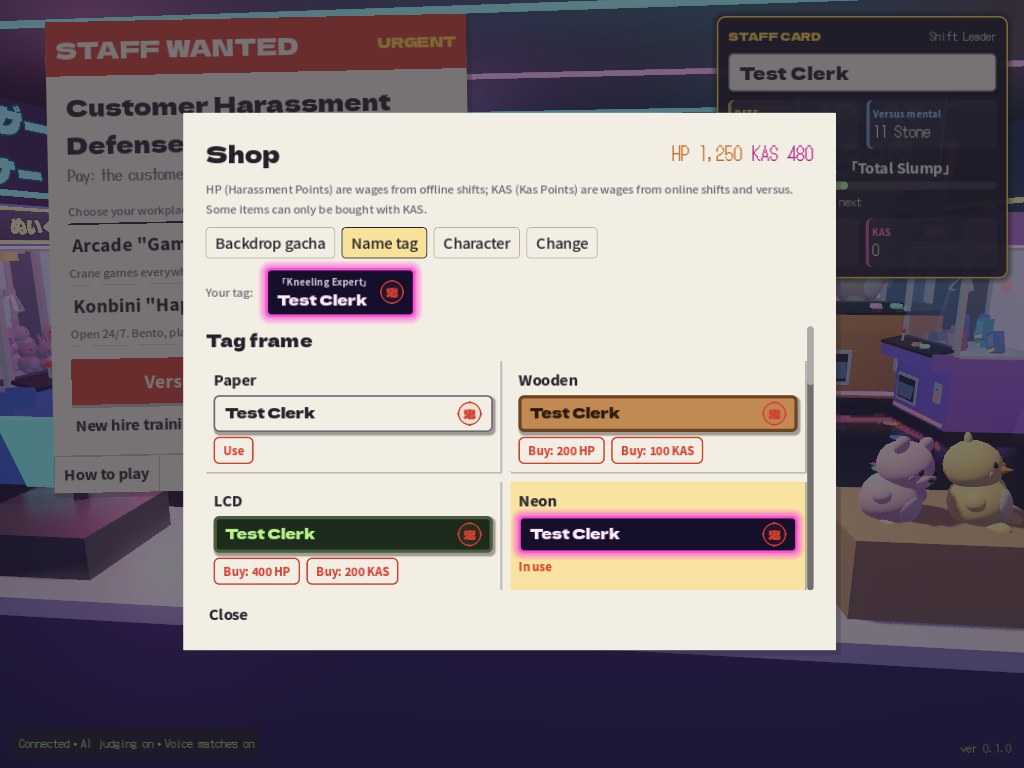 STAFF WANTED
URGENT
Customer Harassment
Defense
Pay: the custome
Choose your workplac
Arcade "Gam
Crane games everywh
Konbini "Hap
Open 24/7. Bento, pla
Vers
New hire traini
How to play
STAFF CARD
Shift Leader
Test Clerk
Versus mental
11 Stone
「Total Slump」
next
KAS
0
Shop
HP 1,250 KAS 480
HP (Harassment Points) are wages from offline shifts; KAS (Kas Points) are wages from online shifts and versus.
Some items can only be bought with KAS.
Backdrop gacha
Name tag
Character
Change
Your tag:
「Kneeling Expert」
Test Clerk
Tag frame
Paper
Test Clerk
Use
Wooden
Test Clerk
Buy: 200 HP
Buy: 100 KAS
LCD
Test Clerk
Buy: 400 HP
Buy: 200 KAS
Neon
Test Clerk
In use
Close
Connected • AI judging on • Voice matches on
ver 0.1.0